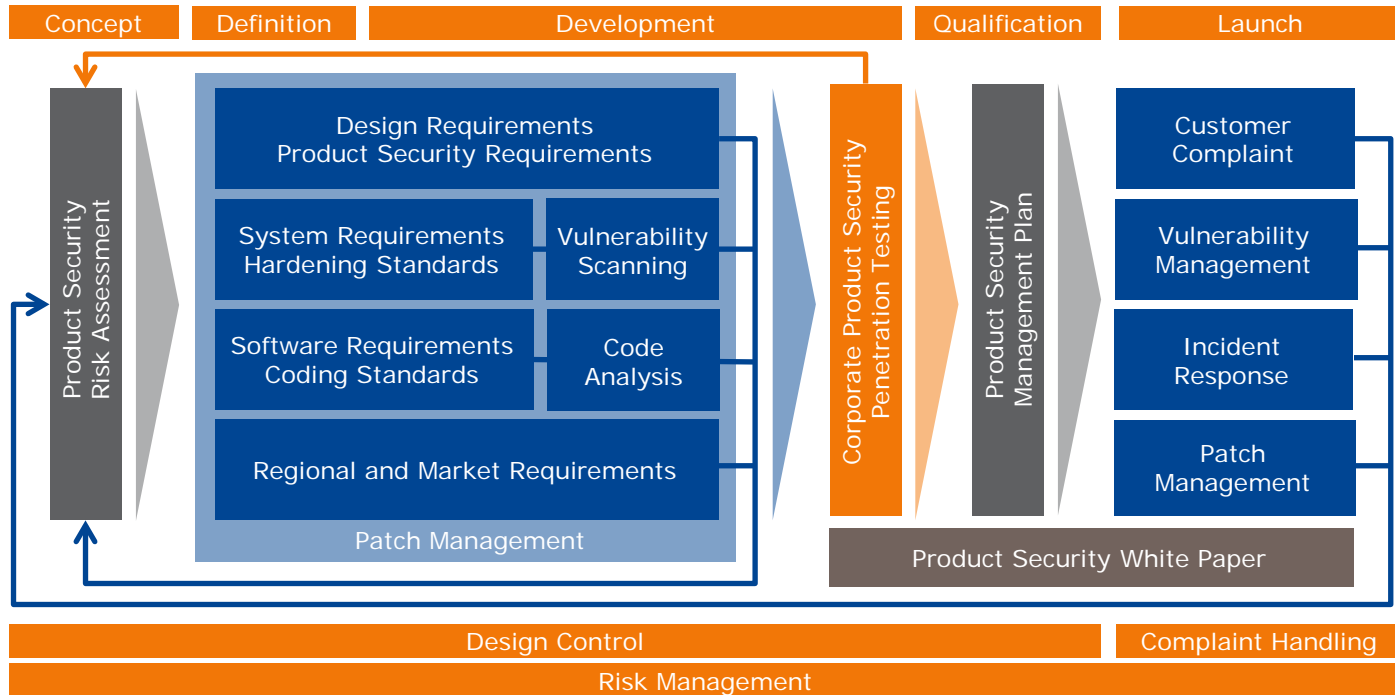 Concept
Definition
Development
Qualification
Launch
Product Security
Risk Assessment
Design Requirements
Product Security Requirements
System Requirements
Hardening Standards
Vulnerability
Scanning
Software Requirements
Coding Standards
Code
Analysis
Regional and Market Requirements
Patch Management
Corporate Product Security
Penetration Testing
Product Security
Management Plan
Customer
Complaint
Vulnerability
Management
Incident
Response
Patch
Management
Product Security White Paper
Design Control
Complaint Handling
Risk Management